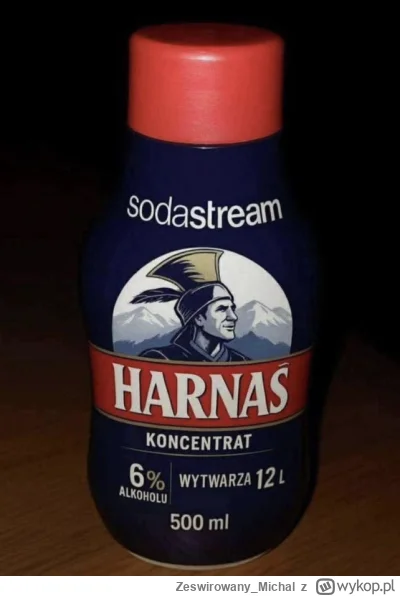 sodastream
HARNAŚ
KONCENTRAT
6% ALKOHOLU
WYTWARZA 12 L
500 ml
Zeswirowany_Michal z wykop.pl